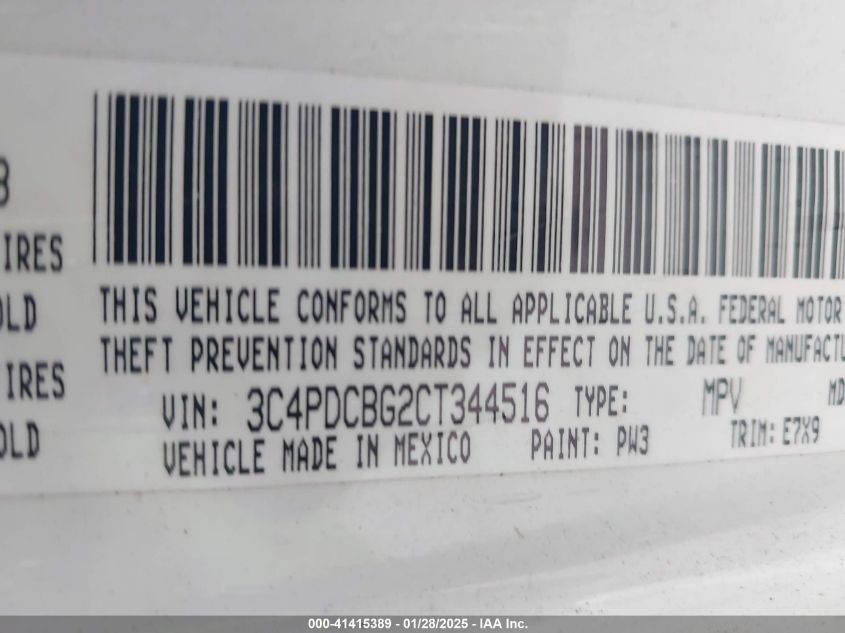 3
IRES
OLD
IRES
OLD
THIS VEHICLE CONFORMS TO ALL APPLICABLE U.S.A. FEDERAL MOTOR
THEFT PREVENTION STANDARDS IN EFFECT ON THE DATE OF MANUFACTU
VIN: 3C4PDCBG2CT344516 TYPE: MPV MD
VEHICLE MADE IN MEXICO PAINT: PW3 TRIM: E7X9
000-41415389 - 01/28/2025 - IAA Inc.